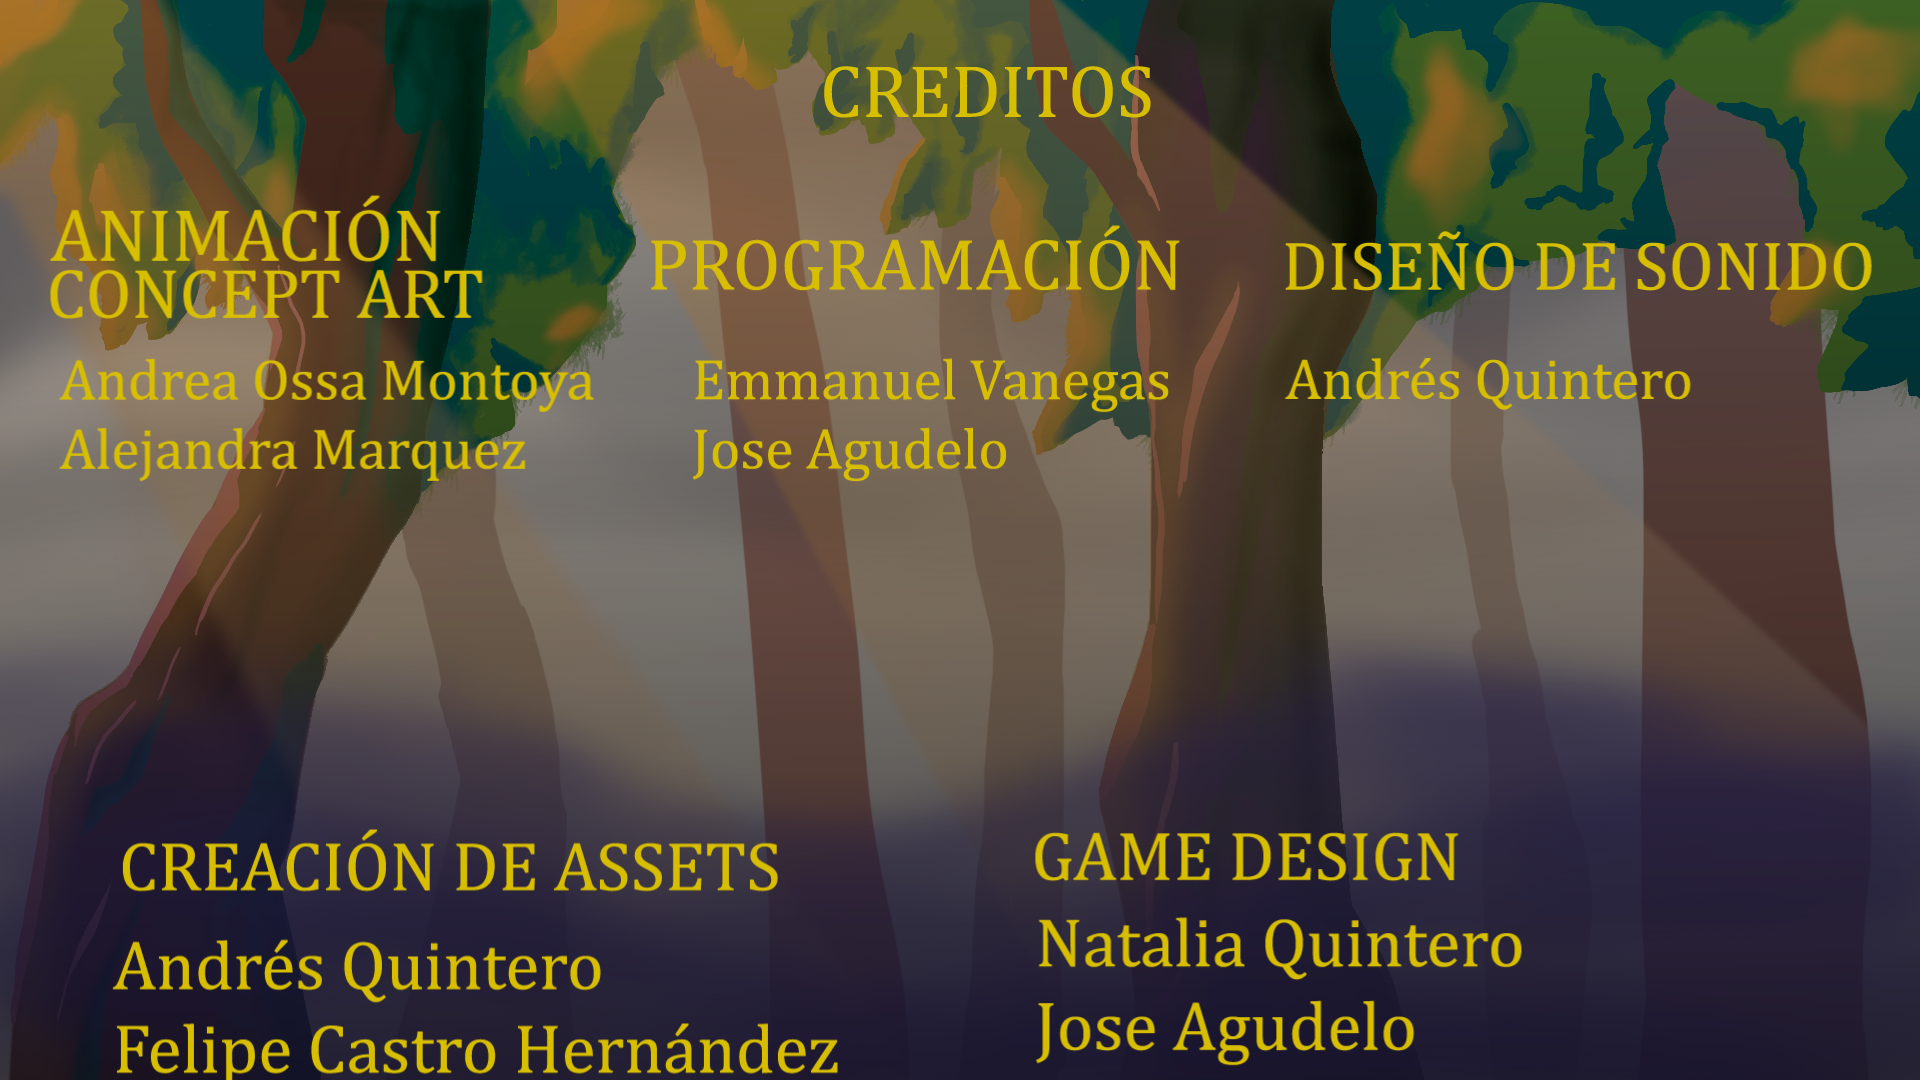 CREDITOS
ANIMACIÓN
CONCEPT ART
Andrea Ossa Montoya
Alejandra Marquez
PROGRAMACIÓN
Emmanuel Vanegas
Jose Agudelo
DISEÑO DE SONIDO
Andrés Quintero
CREACIÓN DE ASSETS
Andrés Quintero
Felipe Castro Hernández
GAME DESIGN
Natalia Quintero
Jose Agudelo